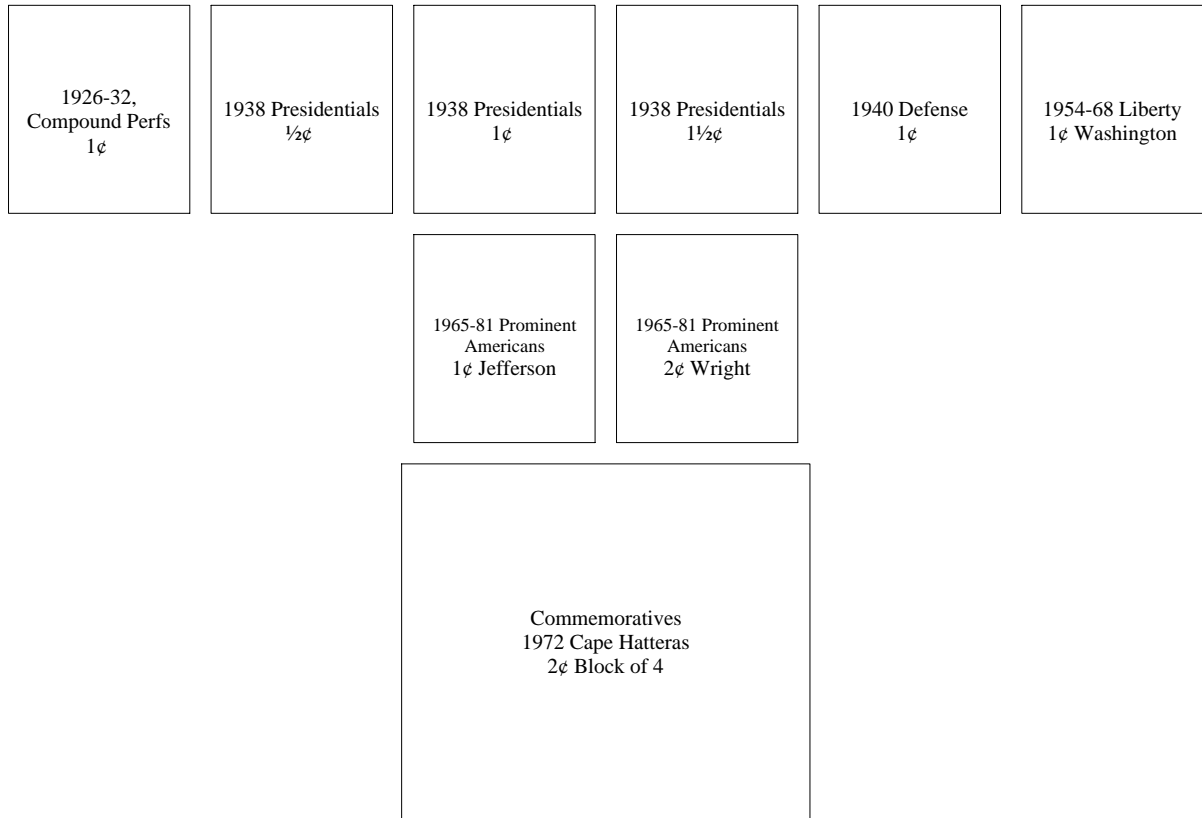 1926-32,
Compound Perfs
1¢
1938 Presidentials
½¢
1938 Presidentials
1¢
1938 Presidentials
1½¢
1940 Defense
1¢
1954-68 Liberty
1¢ Washington
1965-81 Prominent
Americans
1¢ Jefferson
1965-81 Prominent
Americans
2¢ Wright
Commemoratives
1972 Cape Hatteras
2¢ Block of 4